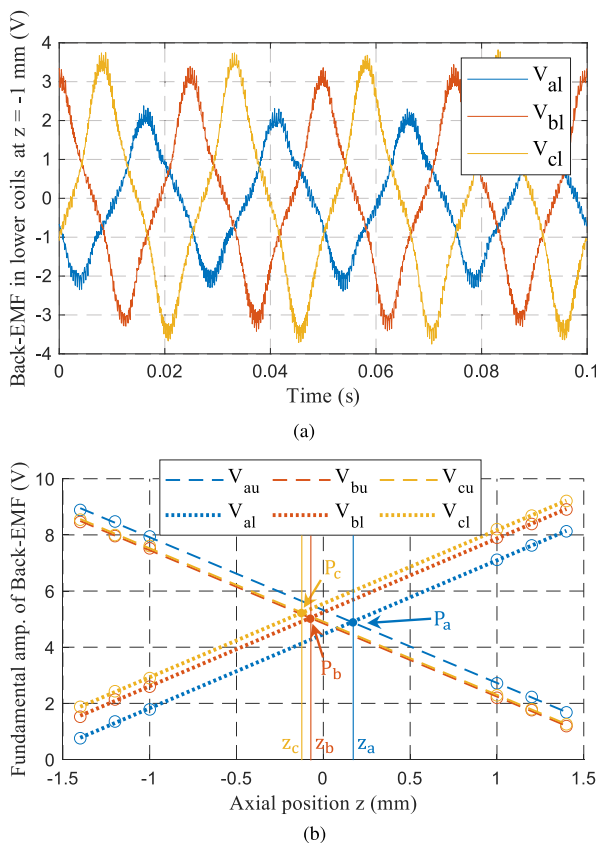 Back-EMF in lower coils at z = -1 mm (V)
4
3
2
1
0
-1
-2
-3
-4
V_al
V_bl
V_cl
0 0.02 0.04 0.06 0.08 0.1
Time (s)
(a)
Fundamental amp. of Back-EMF (V)
10
8
6
4
2
0
V_au V_bu V_cu
V_al V_bl V_cl
P_c
P_a
P_b
z_c z_b z_a
-1.5 -1 -0.5 0 0.5 1 1.5
Axial position z (mm)
(b)